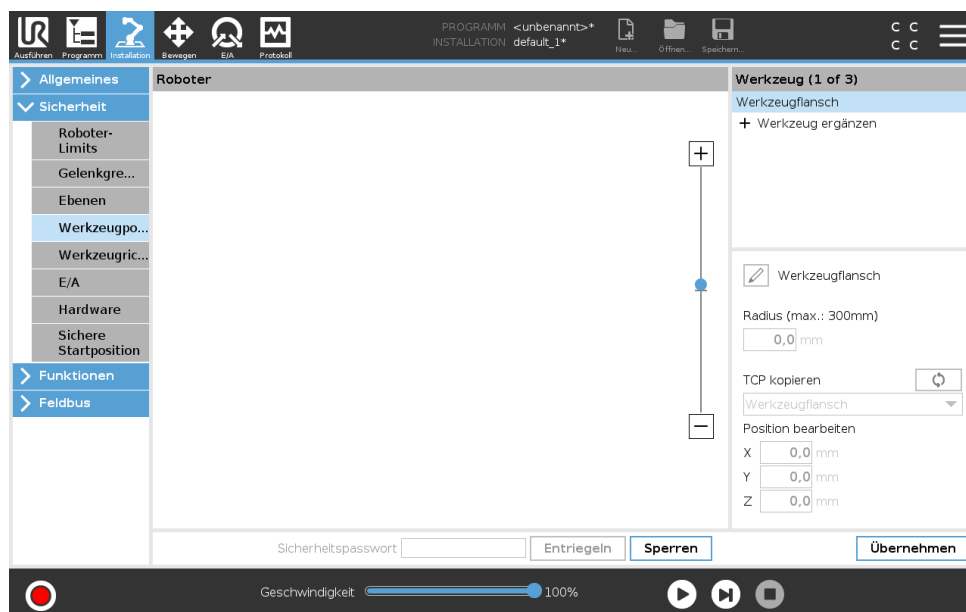 UR
Ausführen
Programm
Installation
Bewegen
E/A
Protokoll
PROGRAMM <unbenannt>*
INSTALLATION default_1*
Neu...
Öffnen...
Speichern...
C C
C C
Allgemeines
Sicherheit
Roboter-
Limits
Gelenkgre...
Ebenen
Werkzeugpo...
Werkzeugric...
E/A
Hardware
Sichere
Startposition
Funktionen
Feldbus
Roboter
Werkzeug (1 of 3)
Werkzeugflansch
+ Werkzeug ergänzen
Werkzeugflansch
Radius (max.: 300mm)
0,0 mm
TCP kopieren
Werkzeugflansch
Position bearbeiten
X 0,0 mm
Y 0,0 mm
Z 0,0 mm
Sicherheitspasswort
Entriegeln
Sperren
Übernehmen
Geschwindigkeit
100%